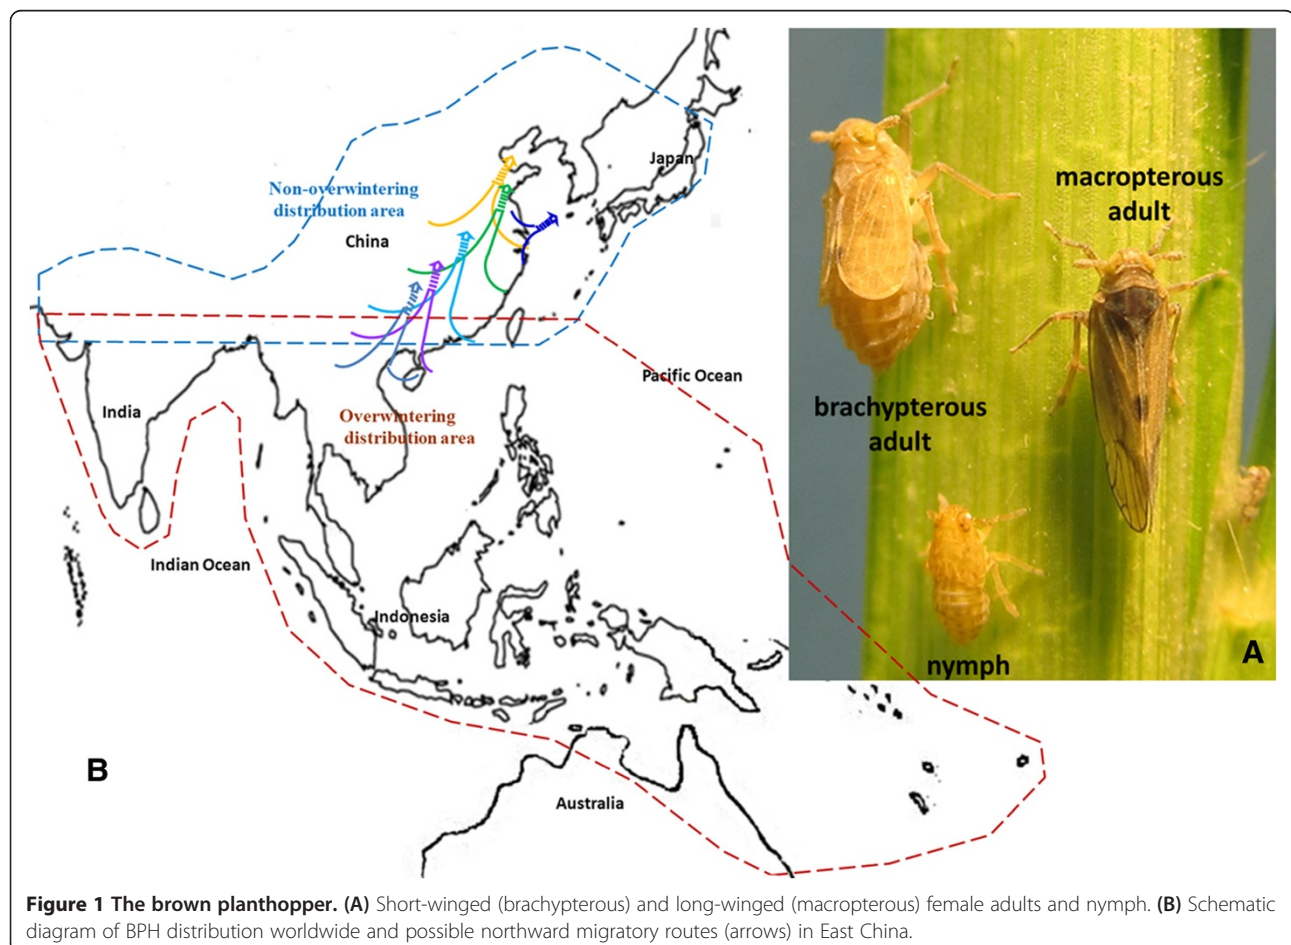 Non-overwintering
distribution area
China
Japan
India
Overwintering
distribution area
Pacific Ocean
Indian Ocean
Indonesia
Australia
B
macropterous
adult
brachypterous
adult
nymph
A
Figure 1 The brown planthopper. (A) Short-winged (brachypterous) and long-winged (macropterous) female adults and nymph. (B) Schematic
diagram of BPH distribution worldwide and possible northward migratory routes (arrows) in East China.